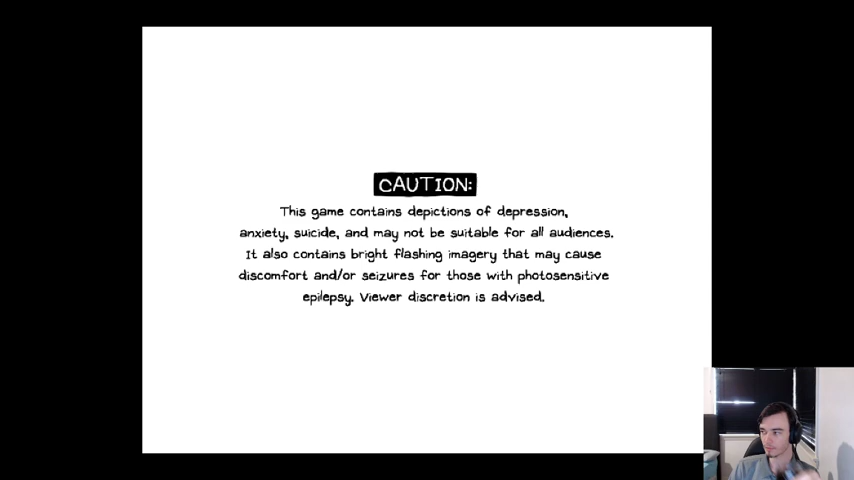 CAUTION:
This game contains depictions of depression,
anxiety, suicide, and may not be suitable for all audiences.
It also contains bright flashing imagery that may cause
discomfort and/or seizures for those with photosensitive
epilepsy. Viewer discretion is advised.